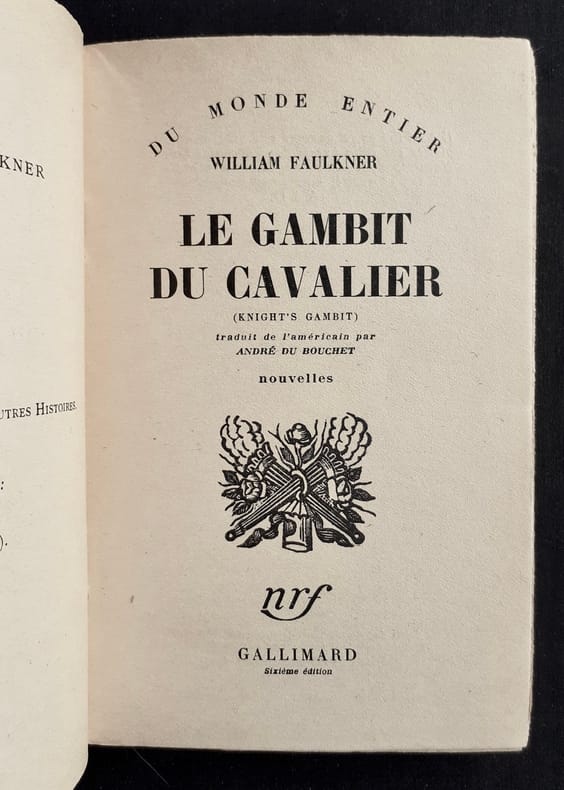 KNER
UTRES HISTOIRES.
:
).
DU MONDE ENTIER
WILLIAM FAULKNER
LE GAMBIT
DU CAVALIER
(KNIGHT'S GAMBIT)
traduit de l'américain par
ANDRÉ DU BOUCHET
nouvelles
nrf
GALLIMARD
Sixième édition